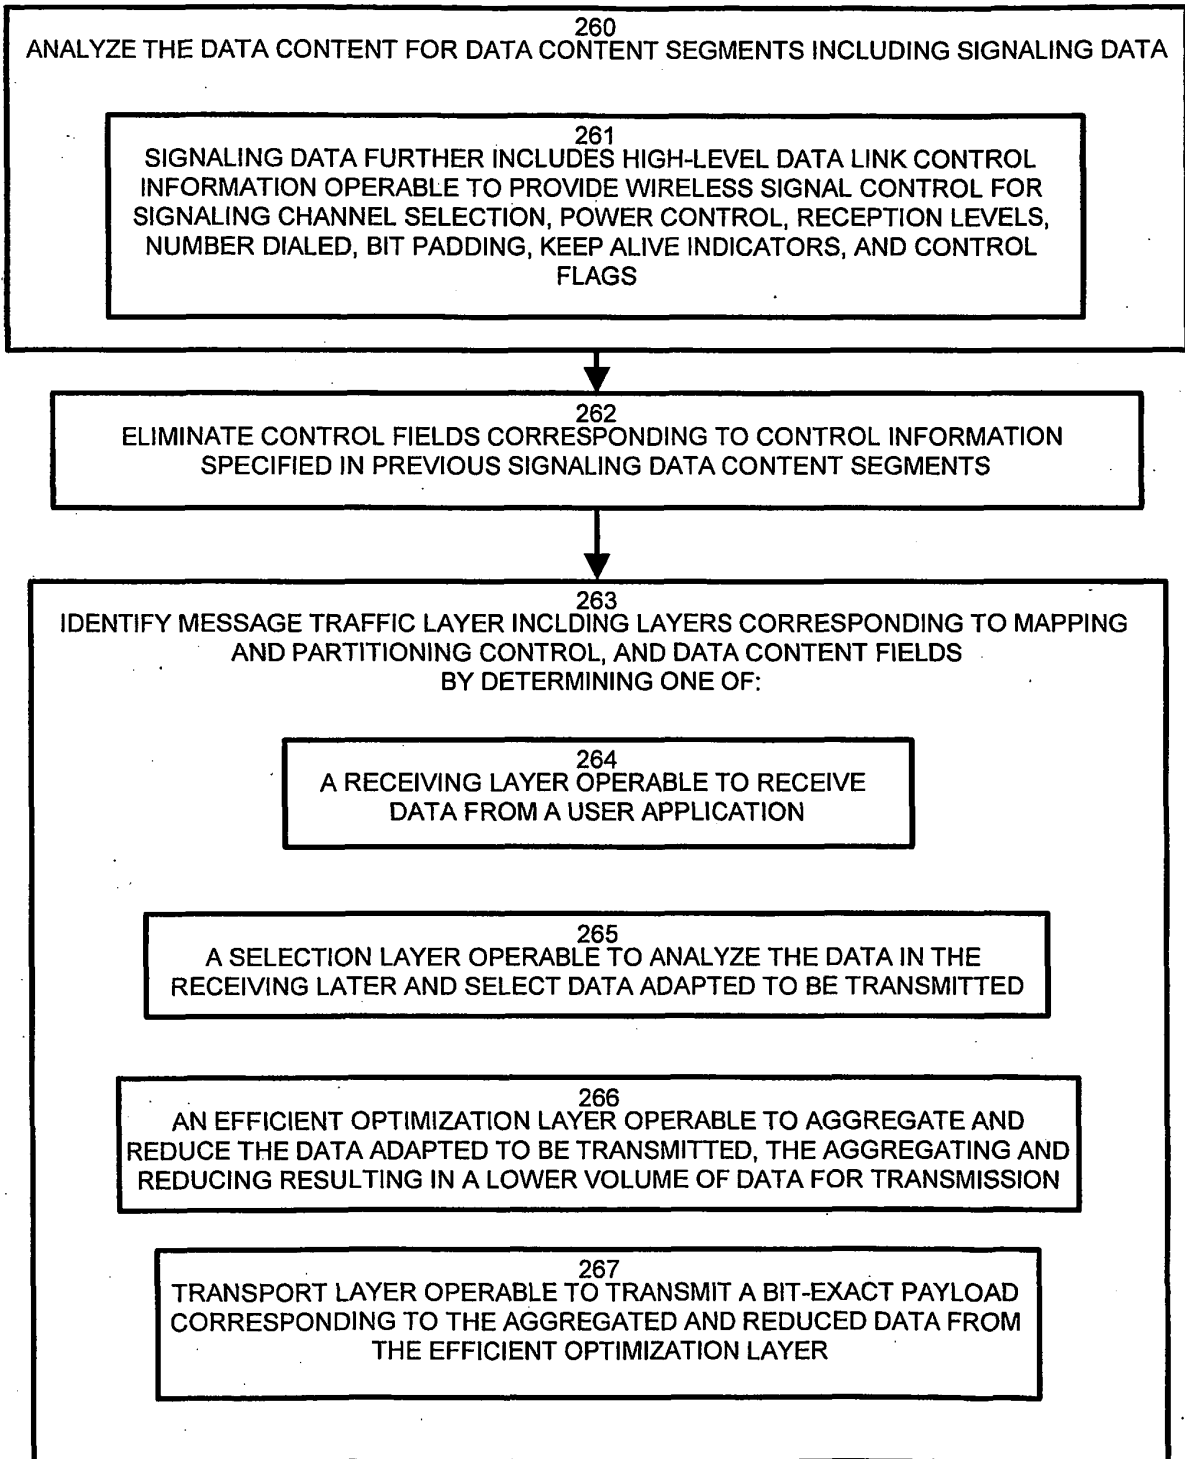 260
ANALYZE THE DATA CONTENT FOR DATA CONTENT SEGMENTS INCLUDING SIGNALING DATA
261
SIGNALING DATA FURTHER INCLUDES HIGH-LEVEL DATA LINK CONTROL
INFORMATION OPERABLE TO PROVIDE WIRELESS SIGNAL CONTROL FOR
SIGNALING CHANNEL SELECTION, POWER CONTROL, RECEPTION LEVELS,
NUMBER DIALED, BIT PADDING, KEEP ALIVE INDICATORS, AND CONTROL
FLAGS
262
ELIMINATE CONTROL FIELDS CORRESPONDING TO CONTROL INFORMATION
SPECIFIED IN PREVIOUS SIGNALING DATA CONTENT SEGMENTS
263
IDENTIFY MESSAGE TRAFFIC LAYER INCLDING LAYERS CORRESPONDING TO MAPPING
AND PARTITIONING CONTROL, AND DATA CONTENT FIELDS
BY DETERMINING ONE OF:
264
A RECEIVING LAYER OPERABLE TO RECEIVE
DATA FROM A USER APPLICATION
265
A SELECTION LAYER OPERABLE TO ANALYZE THE DATA IN THE
RECEIVING LATER AND SELECT DATA ADAPTED TO BE TRANSMITTED
266
AN EFFICIENT OPTIMIZATION LAYER OPERABLE TO AGGREGATE AND
REDUCE THE DATA ADAPTED TO BE TRANSMITTED, THE AGGREGATING AND
REDUCING RESULTING IN A LOWER VOLUME OF DATA FOR TRANSMISSION
267
TRANSPORT LAYER OPERABLE TO TRANSMIT A BIT-EXACT PAYLOAD
CORRESPONDING TO THE AGGREGATED AND REDUCED DATA FROM
THE EFFICIENT OPTIMIZATION LAYER